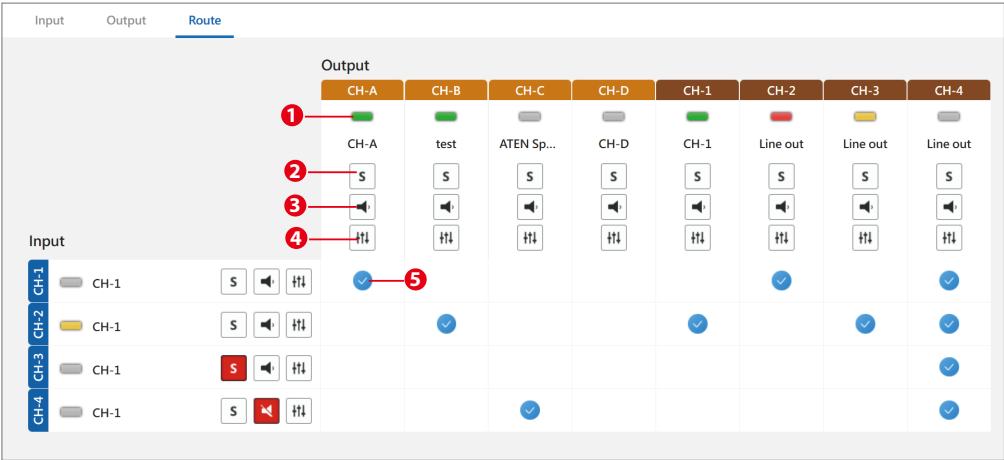 Input Output Route
Output
CH-A CH-B CH-C CH-D CH-1 CH-2 CH-3 CH-4
1
CH-A test ATEN Sp... CH-D CH-1 Line out Line out Line out
2 S S S S S S S S
3
4
Input
CH-1 CH-1 S 5
CH-2 CH-1 S
CH-3 CH-1 S
CH-4 CH-1 S